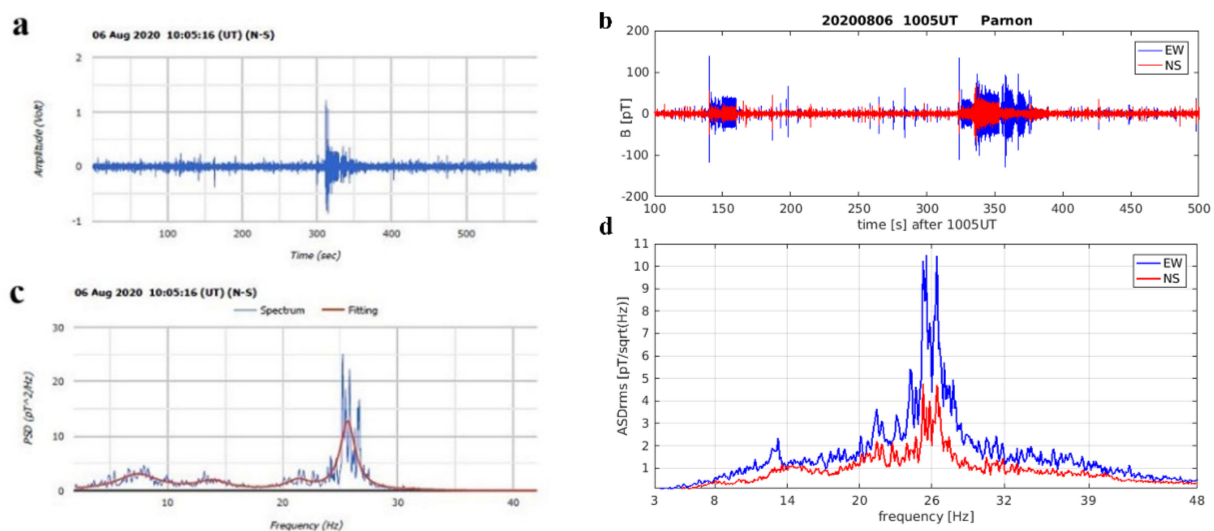 a
06 Aug 2020 10:05:16 (UT) (N-S)
2
1
0
-1
Amplitude (Volt)
0 100 200 300 400 500
Time (sec)
b
20200806 1005UT Parnon
200
100
0
-100
-200
B [pT]
EW
NS
100 150 200 250 300 350 400 450 500
time [s] after 1005UT
c
06 Aug 2020 10:05:16 (UT) (N-S)
Spectrum Fitting
30
20
10
0
PSD (pT^2/Hz)
10 20 30 40
Frequency (Hz)
d
11
10
9
8
7
6
5
4
3
2
1
ASDrms [pT/sqrt(Hz)]
EW
NS
3 8 14 20 26 32 39 48
frequency [Hz]